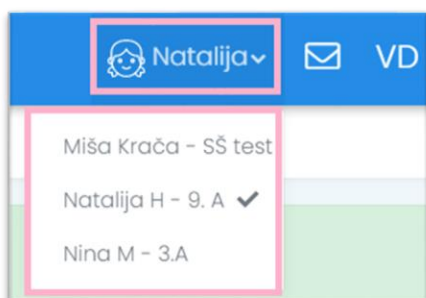 Natalija VD
Miša Krača - SŠ test
Natalija H - 9. A
Nina M - 3.A